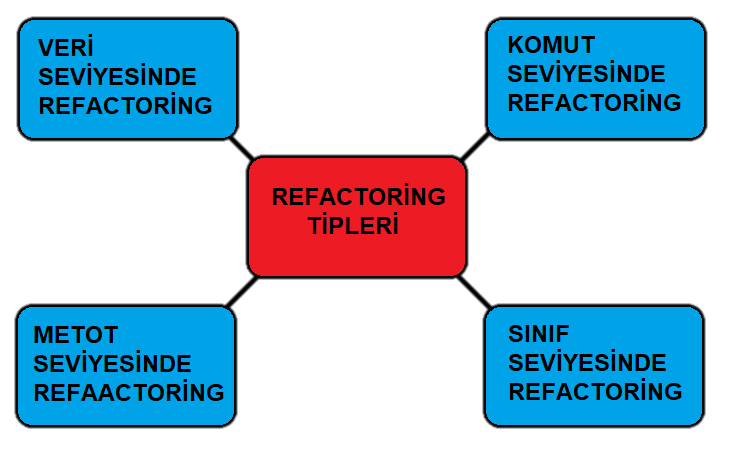 VERİ
SEVİYESİNDE
REFACTORİNG
KOMUT
SEVİYESİNDE
REFACTORİNG
REFACTORİNG
TİPLERİ
METOT
SEVİYESİNDE
REFAACTORİNG
SINIF
SEVİYESİNDE
REFACTORİNG